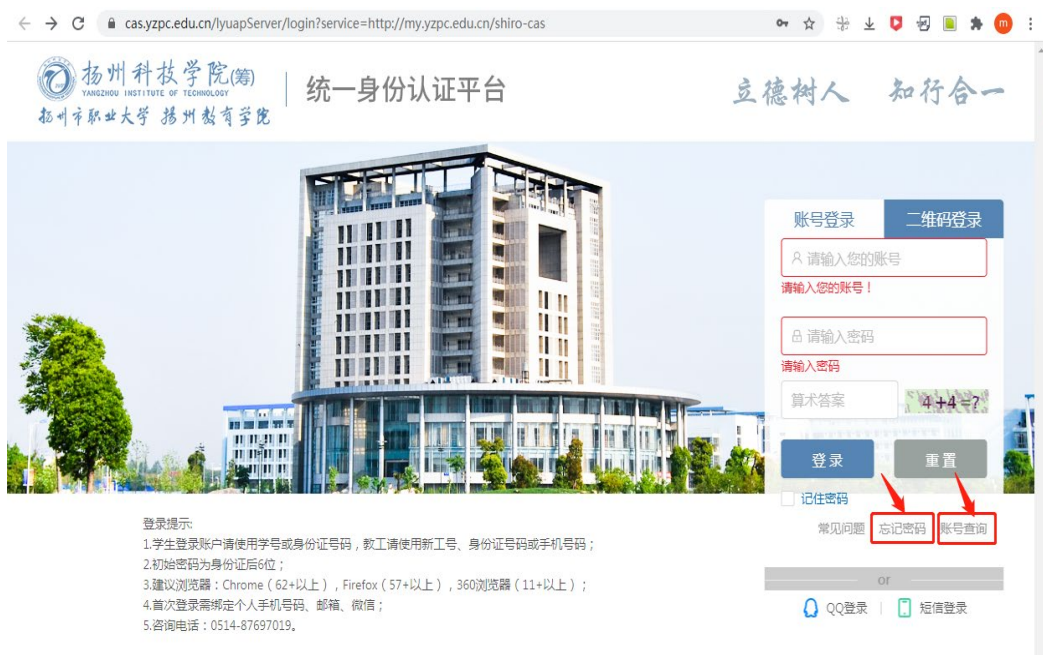 cas.yzpc.edu.cn/lyuapServer/login?service=http://my.yzpc.edu.cn/shiro-cas
m
扬州科技学院(筹)
YANGZHOU INSTITUTE OF TECHNOLOGY
扬州市职业大学 扬州教育学院
统一身份认证平台
立德树人 知行合一
账号登录 二维码登录
请输入您的账号
请输入您的账号！
请输入密码
请输入密码
算术答案 4+4=?
登录 重置
记住密码
常见问题 忘记密码 账号查询
or
QQ登录 | 短信登录
登录提示:
1.学生登录账户请使用学号或身份证号码，教工请使用新工号、身份证号码或手机号码；
2.初始密码为身份证后6位；
3.建议浏览器：Chrome（62+以上），Firefox（57+以上），360浏览器（11+以上）；
4.首次登录需绑定个人手机号码、邮箱、微信；
5.咨询电话：0514-87697019。